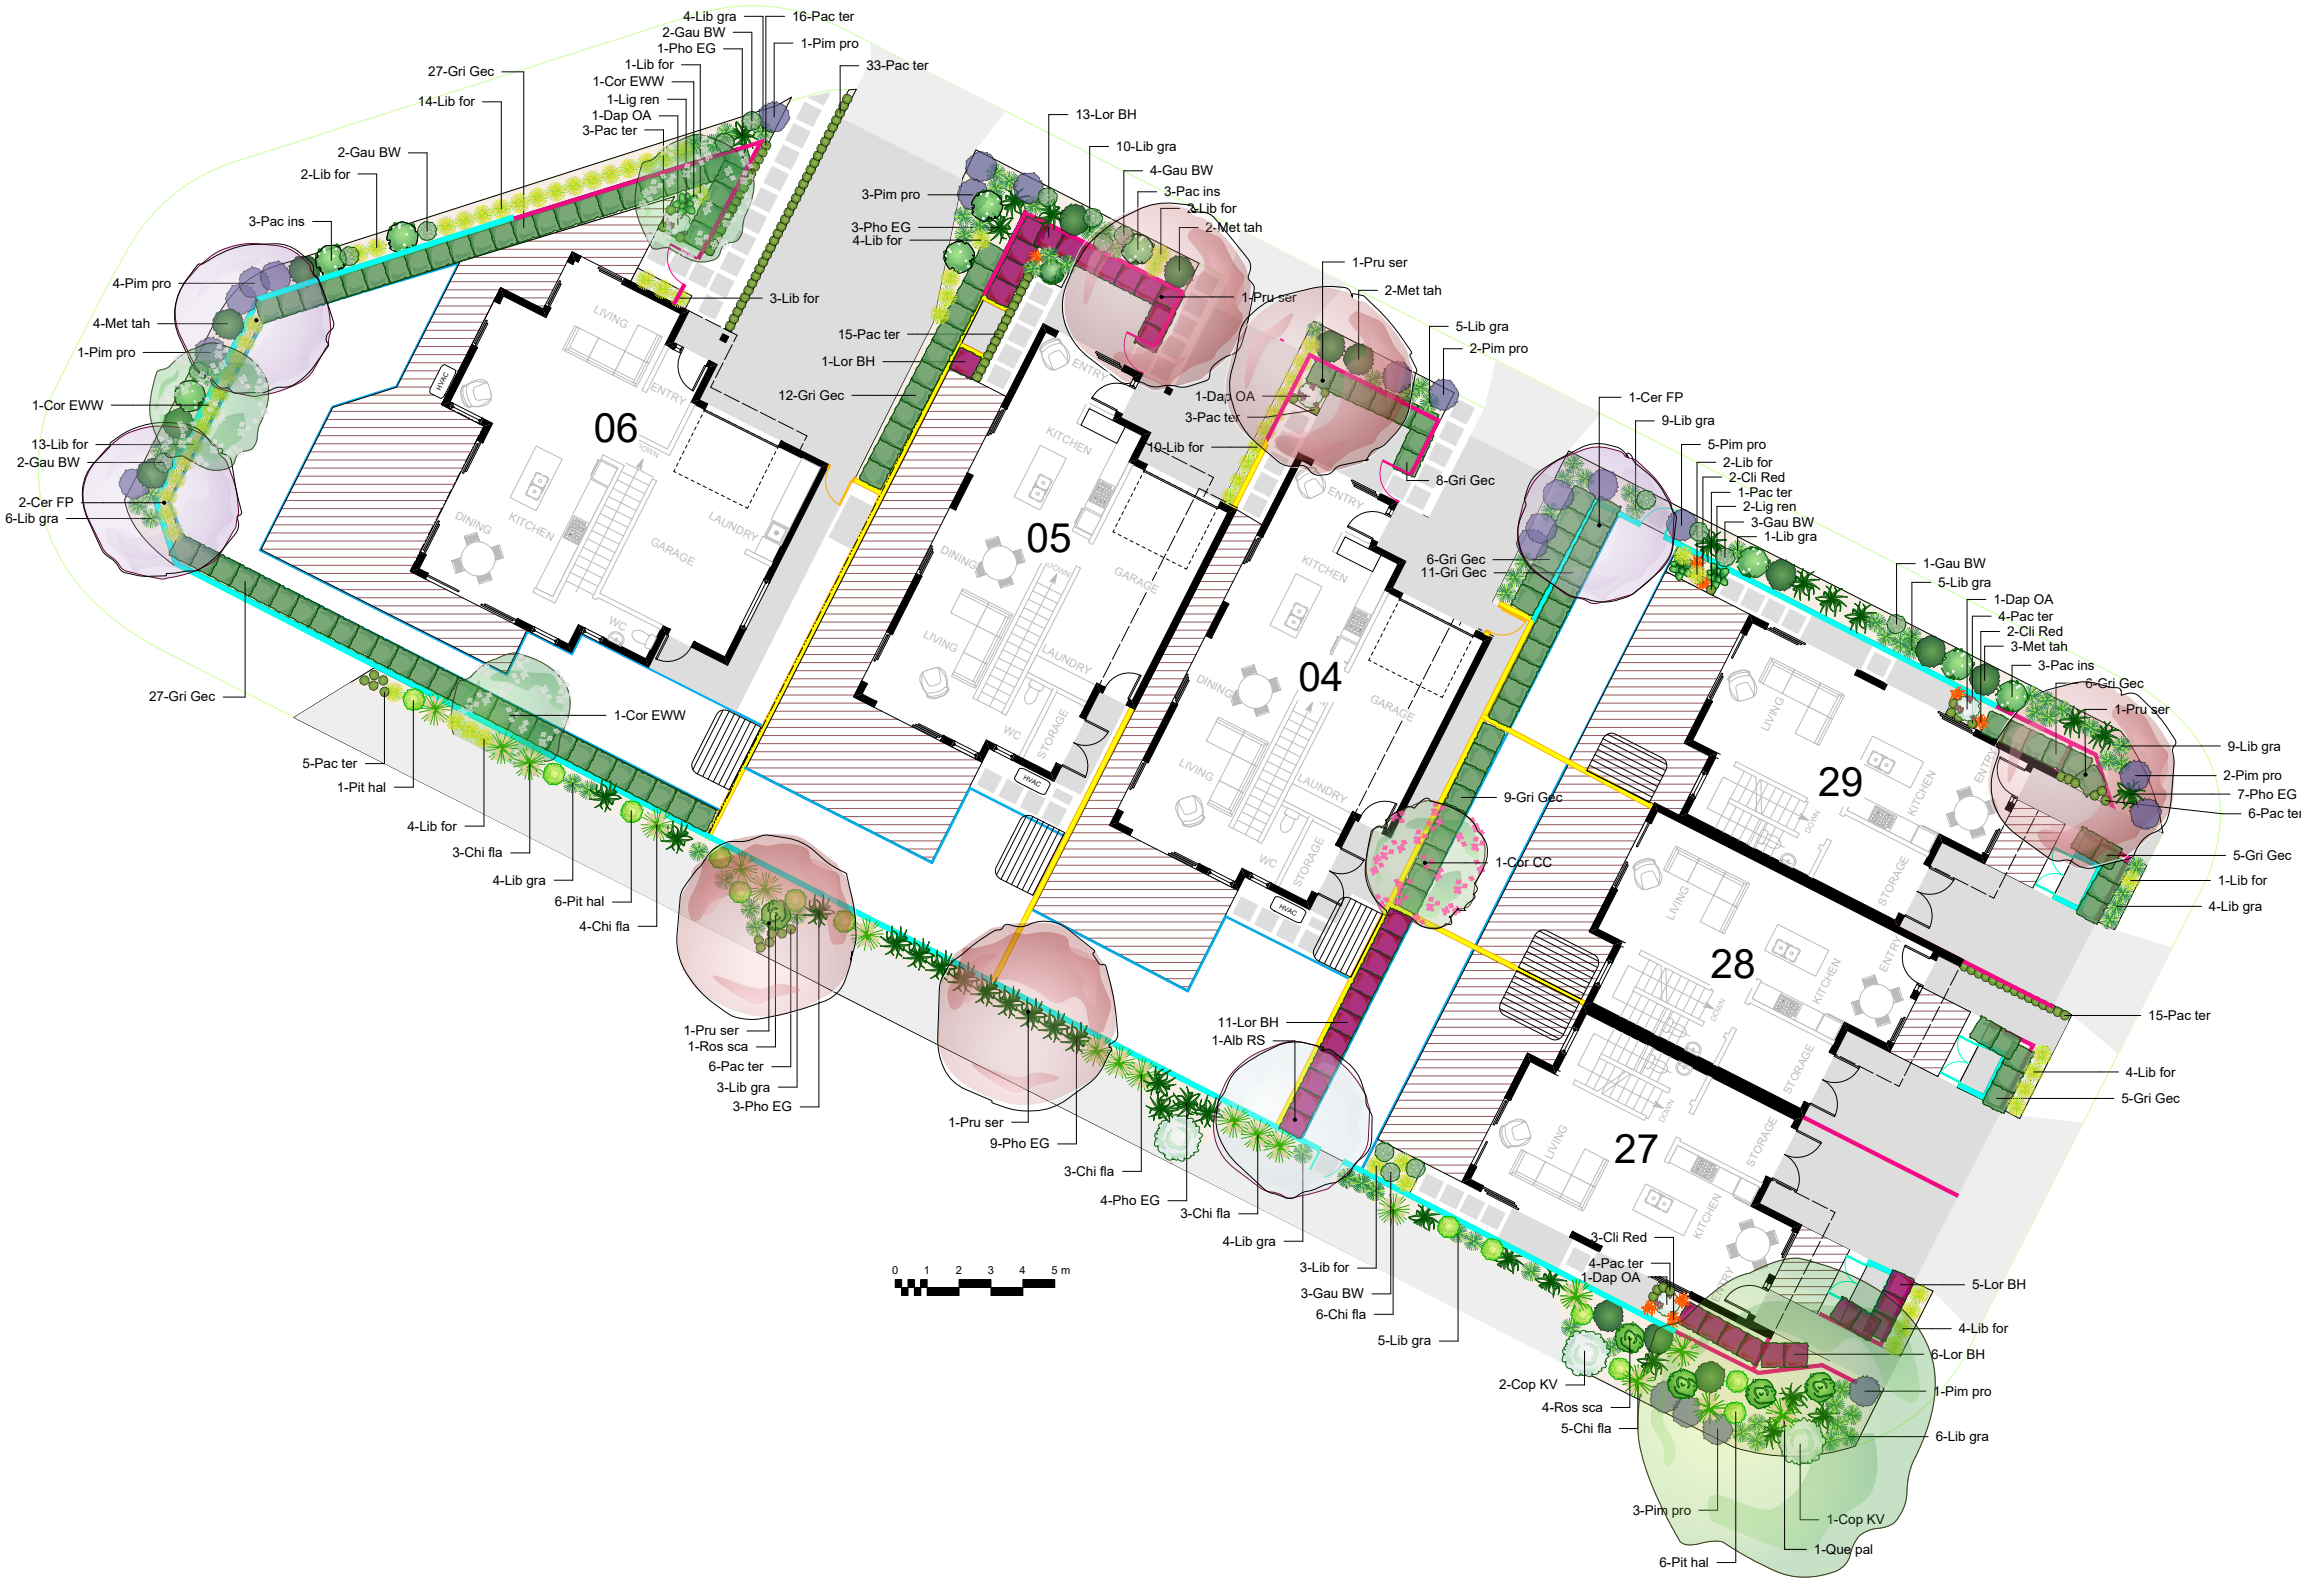 4-Lib gra
16-Pac ter
2-Gau BW
1-Pho EG
1-Pim pro
27-Gri Gec
1-Lib for
33-Pac ter
1-Cor EWW
14-Lib for
1-Lig ren
1-Dap OA
3-Pac ter
13-Lor BH
10-Lib gra
2-Gau BW
4-Gau BW
2-Lib for
3-Pac ins
3-Pim pro
2-Lib for
3-Pac ins
3-Pho EG
2-Met tah
4-Lib for
1-Pru ser
4-Pim pro
2-Met tah
1-Pru ser
3-Lib for
4-Met tah
5-Lib gra
15-Pac ter
2-Pim pro
1-Pim pro
1-Lor BH
12-Gri Gec
1-Dap OA
1-Cer FP
1-Cor EWW
3-Pac ter
9-Lib gra
13-Lib for
10-Lib for
5-Pim pro
2-Gau BW
2-Lib for
2-Cli Red
8-Gri Gec
1-Pac ter
2-Cer FP
2-Lig ren
6-Lib gra
3-Gau BW
1-Lib gra
6-Gri Gec
1-Gau BW
11-Gri Gec
5-Lib gra
1-Dap OA
4-Pac ter
2-Cli Red
3-Met tah
3-Pac ins
27-Gri Gec
6-Gri Gec
1-Cor EWW
1-Pru ser
9-Lib gra
5-Pac ter
2-Pim pro
1-Pit hal
7-Pho EG
9-Gri Gec
6-Pac ter
4-Lib for
3-Chi fla
5-Gri Gec
1-Cor CC
4-Lib gra
1-Lib for
6-Pit hal
4-Lib gra
4-Chi fla
15-Pac ter
1-Pru ser
11-Lor BH
1-Ros sca
1-Alb RS
6-Pac ter
4-Lib for
3-Lib gra
5-Gri Gec
3-Pho EG
1-Pru ser
9-Pho EG
3-Chi fla
4-Pho EG
3-Chi fla
4-Lib gra
3-Cli Red
3-Lib for
4-Pac ter
1-Dap OA
3-Gau BW
5-Lor BH
6-Chi fla
4-Lib for
5-Lib gra
6-Lor BH
2-Cop KV
1-Pim pro
4-Ros sca
5-Chi fla
6-Lib gra
3-Pim pro
1-Cop KV
1-Que pal
6-Pit hal
06
LIVING
ENTRY
HVAC
DOWN
DINING
KITCHEN
LAUNDRY
GARAGE
WC
05
ENTRY
KITCHEN
DINING
DOWN
GARAGE
LIVING
LAUNDRY
WC
STORAGE
HVAC
04
ENTRY
KITCHEN
DINING
DOWN
GARAGE
LIVING
LAUNDRY
WC
STORAGE
HVAC
29
LIVING
KITCHEN
ENTRY
DOWN
STORAGE
28
LIVING
KITCHEN
ENTRY
DOWN
STORAGE
27
LIVING
KITCHEN
ENTRY
DOWN
STORAGE
0 1 2 3 4 5 m